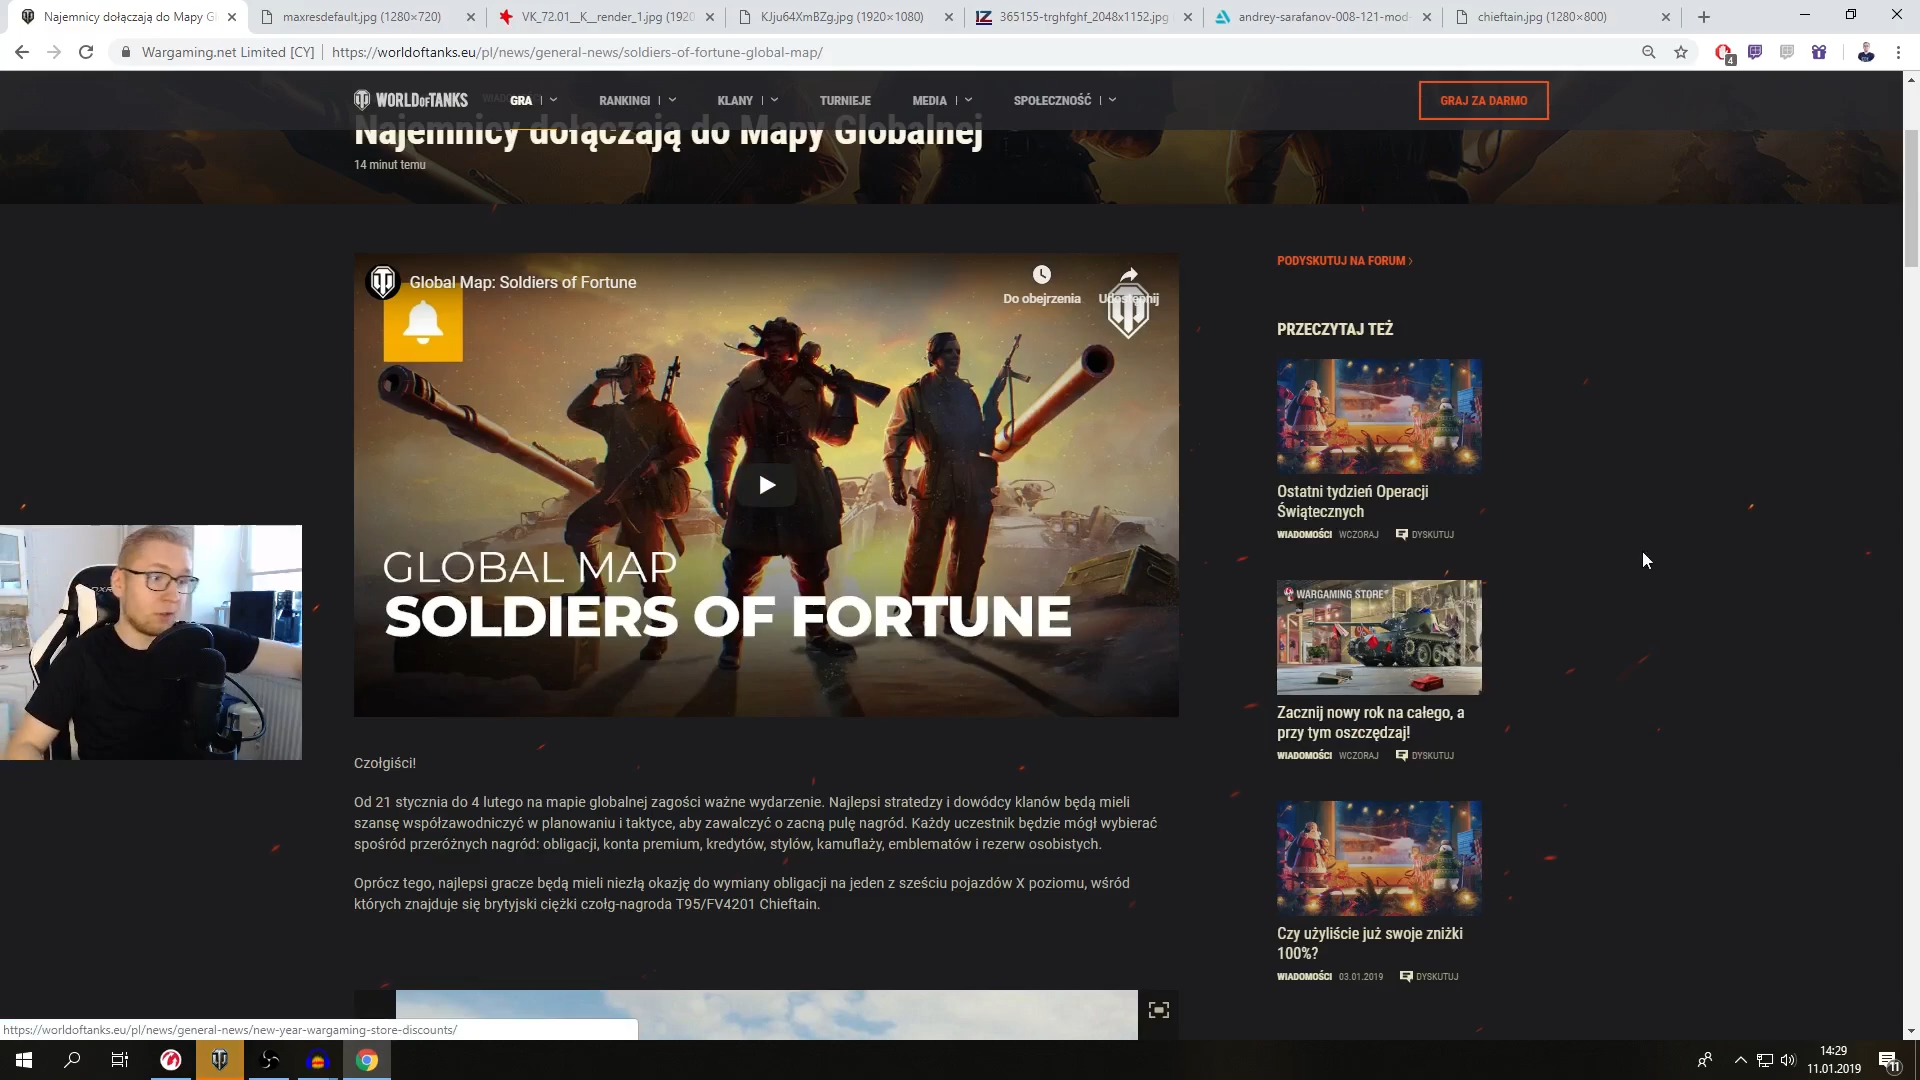 Najemnicy dołączają do Mapy Gl
maxresdefault.jpg (1280×720)
VK_72.01__K__render_1.jpg (1920
KJju64XmBZg.jpg (1920×1080)
365155-trghfghf_2048x1152.jpg
andrey-sarafanov-008-121-mod-
chieftain.jpg (1280×800)
Wargaming.net Limited [CY]
https://worldoftanks.eu/pl/news/general-news/soldiers-of-fortune-global-map/
4
WORLD OF TANKS
GRA
RANKINGI
KLANY
TURNIEJE
MEDIA
SPOŁECZNOŚĆ
GRAJ ZA DARMO
Najemnicy dołączają do Mapy Globalnej
14 minut temu
Global Map: Soldiers of Fortune
Do obejrzenia
Udostępnij
GLOBAL MAP
SOLDIERS OF FORTUNE
Czołgiści!
Od 21 stycznia do 4 lutego na mapie globalnej zagości ważne wydarzenie. Najlepsi stratedzy i dowódcy klanów będą mieli
szansę współzawodniczyć w planowaniu i taktyce, aby zawalczyć o zacną pulę nagród. Każdy uczestnik będzie mógł wybierać
spośród przeróżnych nagród: obligacji, konta premium, kredytów, stylów, kamuflaży, emblematów i rezerw osobistych.
Oprócz tego, najlepsi gracze będą mieli niezłą okazję do wymiany obligacji na jeden z sześciu pojazdów X poziomu, wśród
których znajduje się brytyjski ciężki czołg-nagroda T95/FV4201 Chieftain.
PODYSKUTUJ NA FORUM
PRZECZYTAJ TEŻ
Ostatni tydzień Operacji
Świątecznych
WIADOMOŚCI WCZORAJ DYSKUTUJ
WARGAMING STORE
Zacznij nowy rok na całego, a
przy tym oszczędzaj!
WIADOMOŚCI WCZORAJ DYSKUTUJ
Czy użyliście już swoje zniżki
100%?
WIADOMOŚCI 03.01.2019 DYSKUTUJ
https://worldoftanks.eu/pl/news/general-news/new-year-wargaming-store-discounts/
14:29
11.01.2019
11